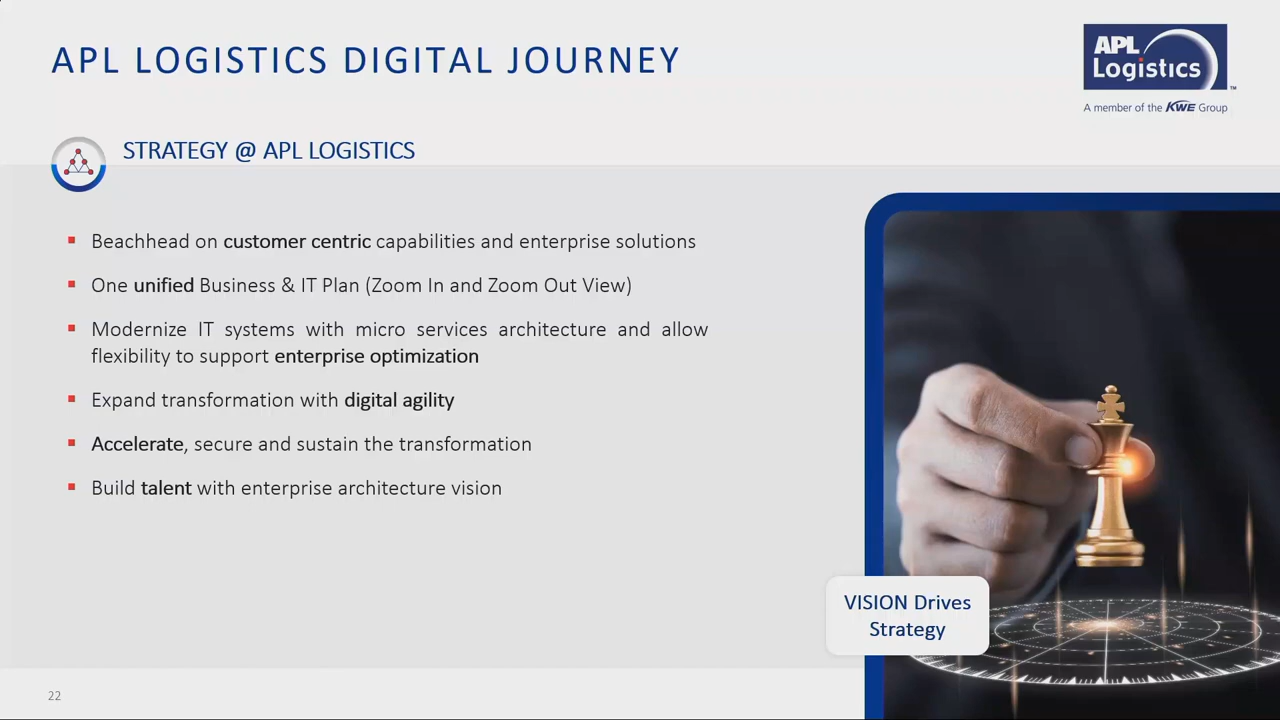 APL LOGISTICS DIGITAL JOURNEY
APL
Logistics
TM
A member of the KWE Group
STRATEGY @ APL LOGISTICS
Beachhead on customer centric capabilities and enterprise solutions
One unified Business & IT Plan (Zoom In and Zoom Out View)
Modernize IT systems with micro services architecture and allow
flexibility to support enterprise optimization
Expand transformation with digital agility
Accelerate, secure and sustain the transformation
Build talent with enterprise architecture vision
VISION Drives
Strategy
22